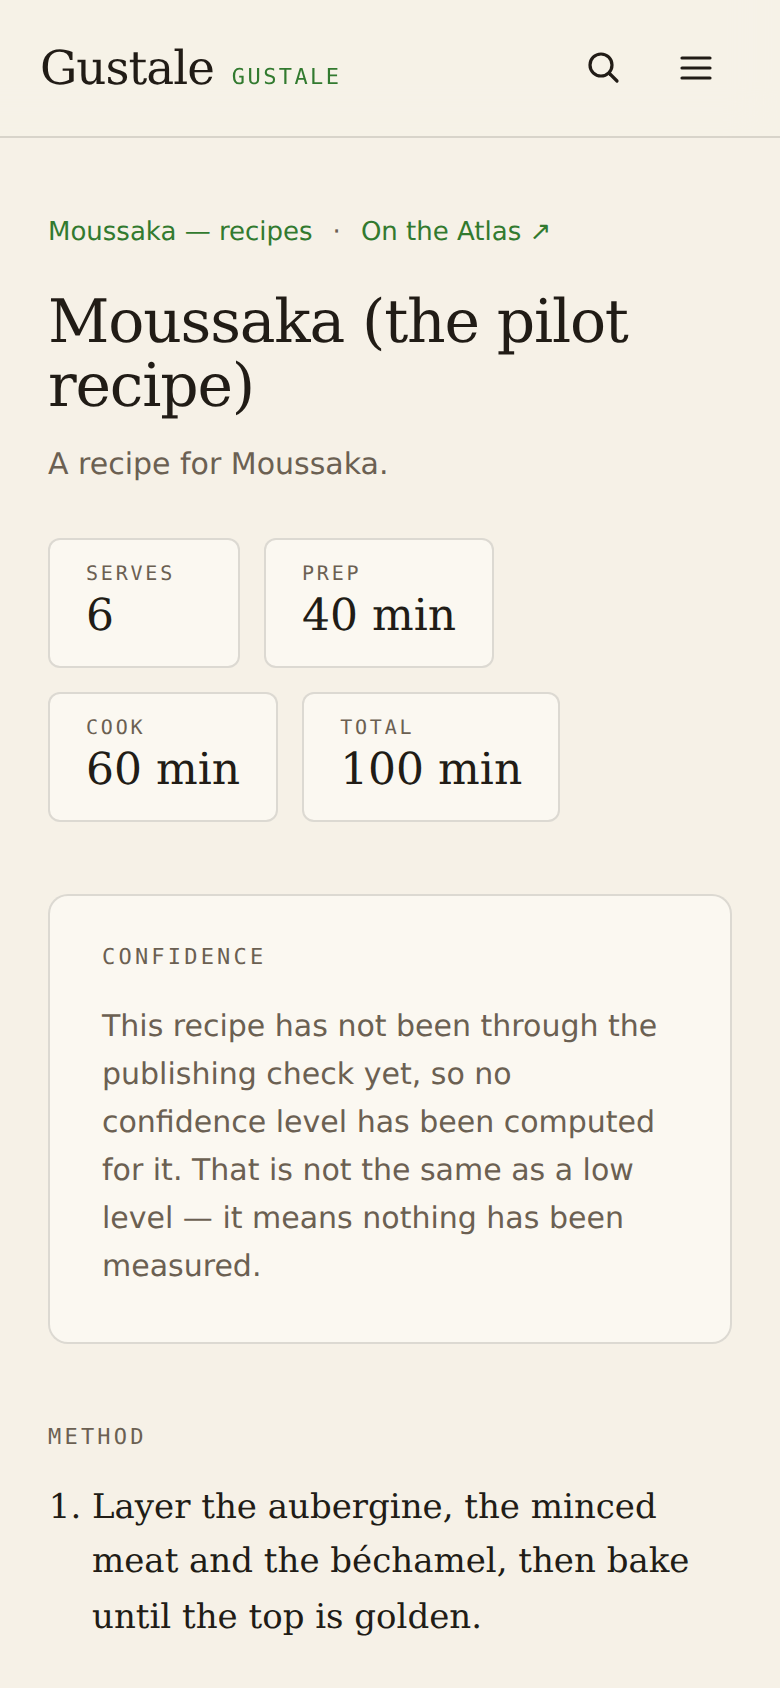 Gustale GUSTALE
Moussaka — recipes · On the Atlas ↗
Moussaka (the pilot
recipe)
A recipe for Moussaka.
SERVES
6
PREP
40 min
COOK
60 min
TOTAL
100 min
CONFIDENCE
This recipe has not been through the
publishing check yet, so no
confidence level has been computed
for it. That is not the same as a low
level — it means nothing has been
measured.
METHOD
1. Layer the aubergine, the minced
meat and the béchamel, then bake
until the top is golden.